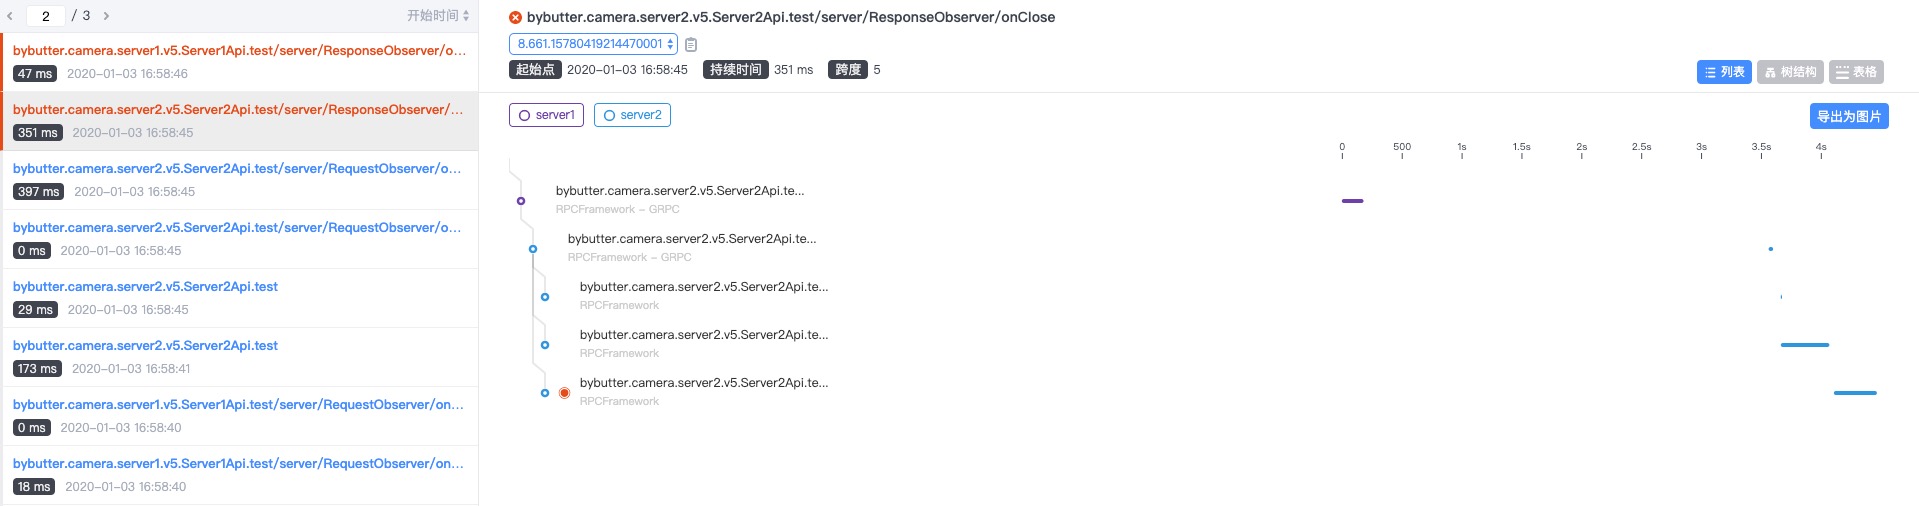 2 / 3 开始时间
bybutter.camera.server1.v5.Server1Api.test/server/ResponseObserver/o...
47 ms 2020-01-03 16:58:46
bybutter.camera.server2.v5.Server2Api.test/server/ResponseObserver/...
351 ms 2020-01-03 16:58:45
bybutter.camera.server2.v5.Server2Api.test/server/RequestObserver/o...
397 ms 2020-01-03 16:58:45
bybutter.camera.server2.v5.Server2Api.test/server/RequestObserver/o...
0 ms 2020-01-03 16:58:45
bybutter.camera.server2.v5.Server2Api.test
29 ms 2020-01-03 16:58:45
bybutter.camera.server2.v5.Server2Api.test
173 ms 2020-01-03 16:58:41
bybutter.camera.server1.v5.Server1Api.test/server/RequestObserver/on...
0 ms 2020-01-03 16:58:40
bybutter.camera.server1.v5.Server1Api.test/server/RequestObserver/on...
18 ms 2020-01-03 16:58:40
bybutter.camera.server2.v5.Server2Api.test/server/ResponseObserver/onClose
8.661.15780419214470001
起始点 2020-01-03 16:58:45 持续时间 351 ms 跨度 5
列表 树结构 表格
server1 server2
导出为图片
0 500 1s 1.5s 2s 2.5s 3s 3.5s 4s
bybutter.camera.server2.v5.Server2Api.te...
RPCFramework - GRPC
bybutter.camera.server2.v5.Server2Api.te...
RPCFramework - GRPC
bybutter.camera.server2.v5.Server2Api.te...
RPCFramework
bybutter.camera.server2.v5.Server2Api.te...
RPCFramework
bybutter.camera.server2.v5.Server2Api.te...
RPCFramework